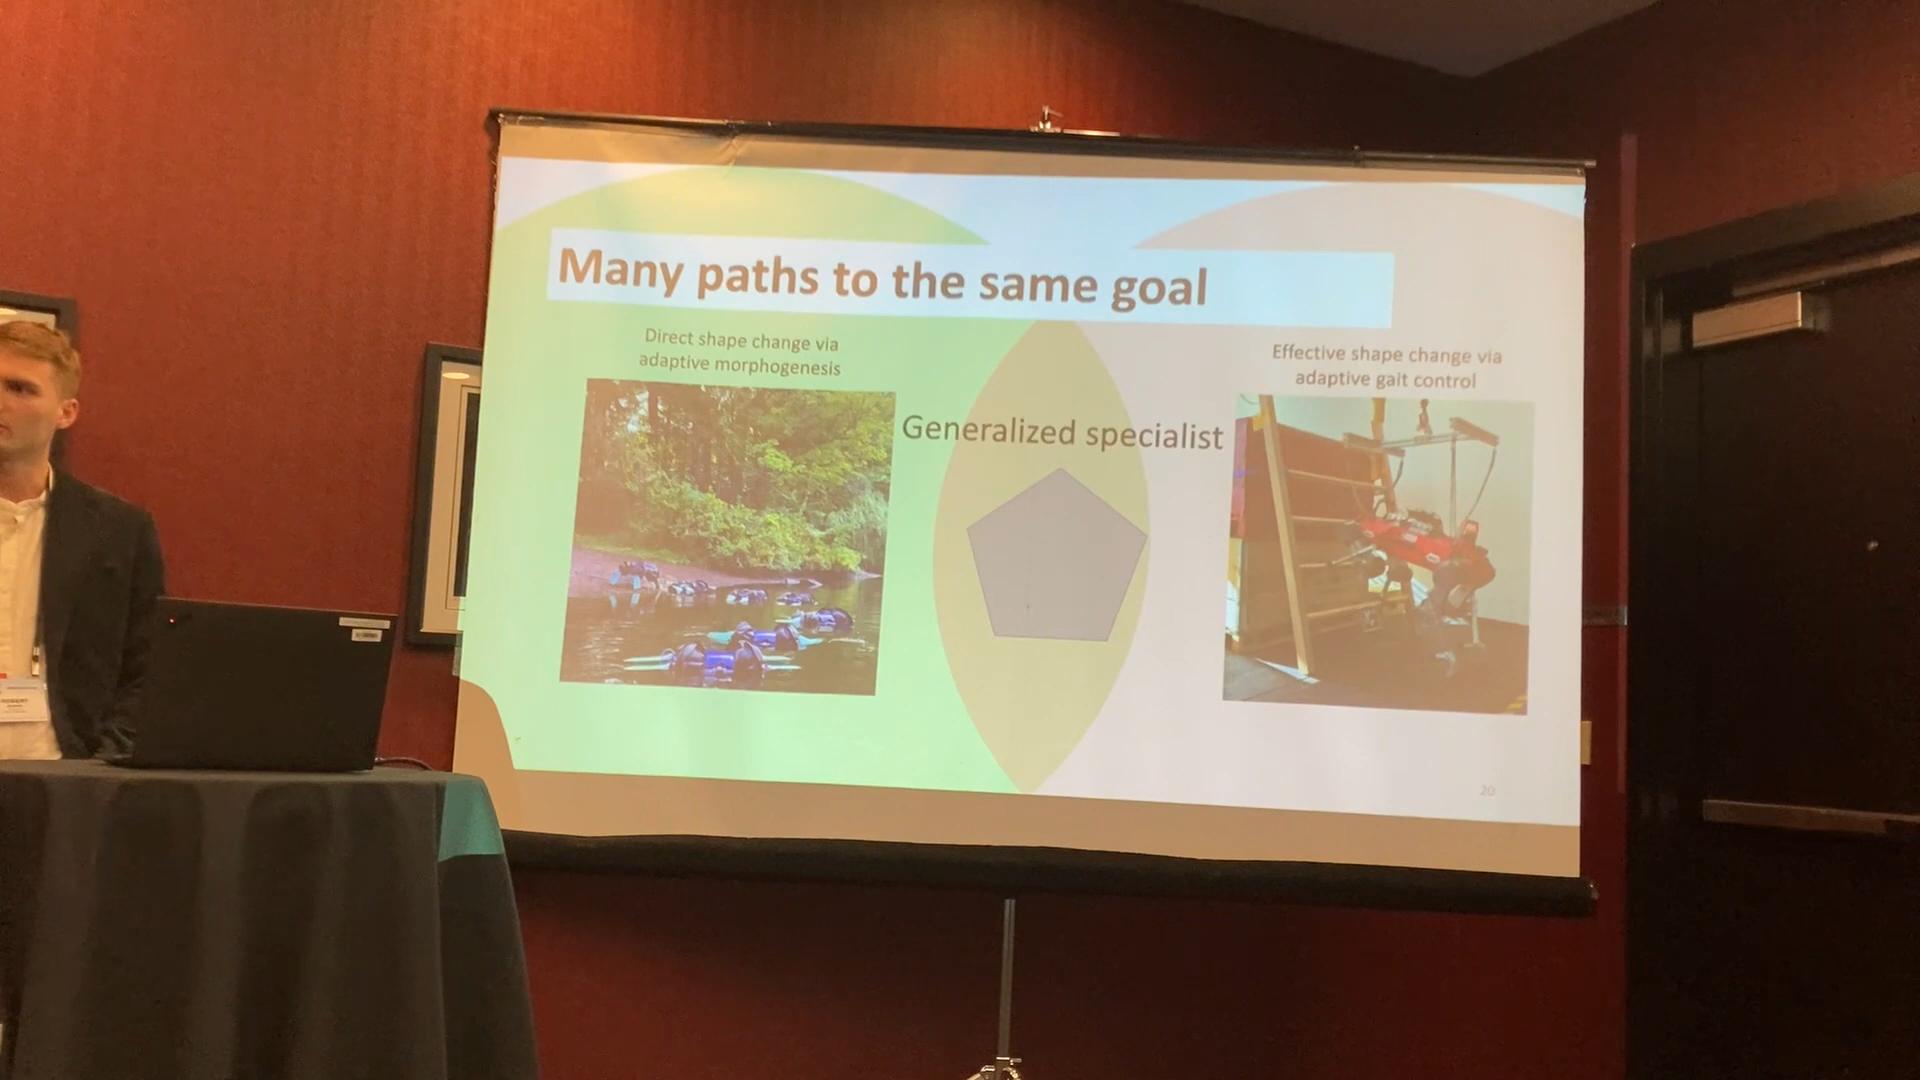 Many paths to the same goal
Direct shape change via
adaptive morphogenesis
Generalized specialist
Effective shape change via
adaptive gait control
20